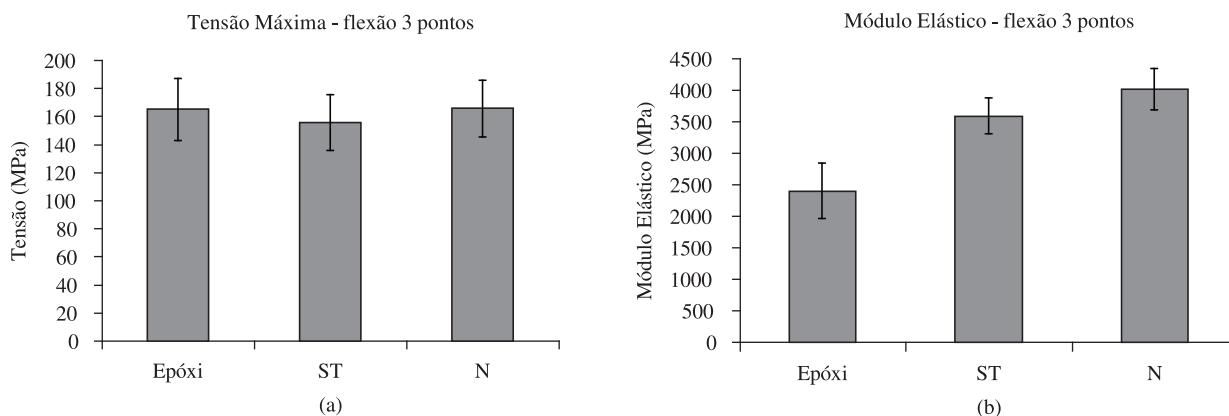 Tensão Máxima - flexão 3 pontos
Tensão (MPa)
200
180
160
140
120
100
80
60
40
20
0
Epóxi ST N
(a)
Módulo Elástico - flexão 3 pontos
Módulo Elástico (MPa)
4500
4000
3500
3000
2500
2000
1500
1000
500
0
Epóxi ST N
(b)